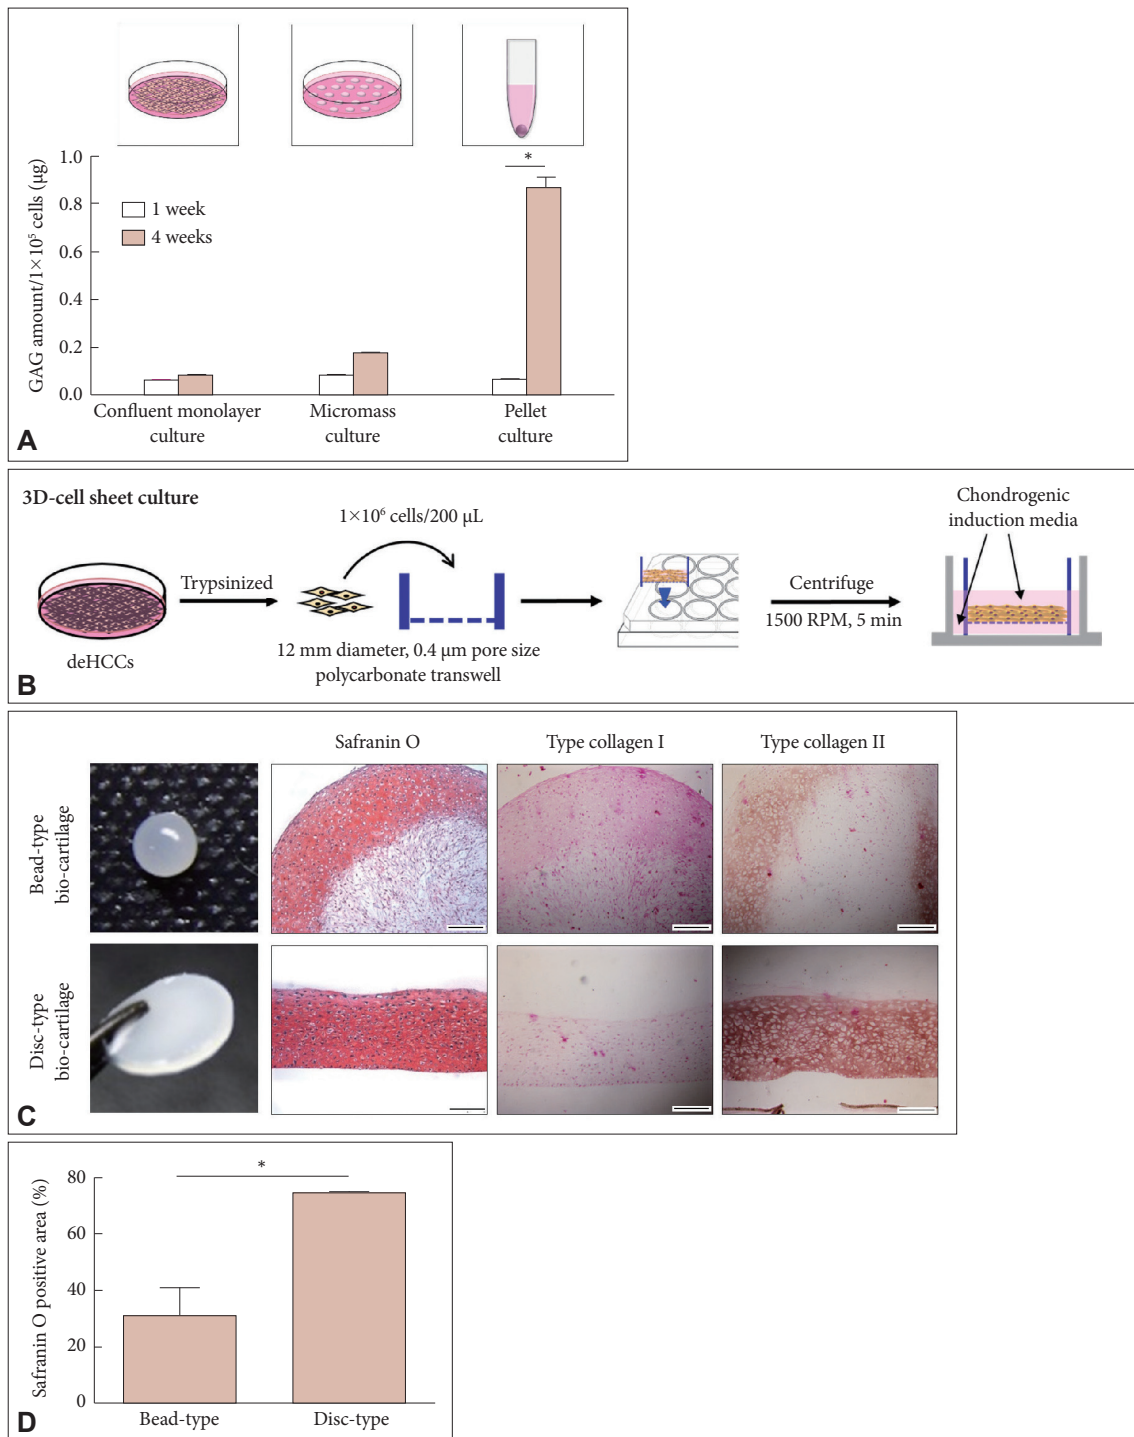 1.0
0.8
0.6
0.4
0.2
0.0
GAG amount/1×10⁵ cells (μg)
1 week
4 weeks
*
Confluent monolayer
culture
Micromass
culture
Pellet
culture
A
3D-cell sheet culture
deHCCs
Trypsinized
1×10⁶ cells/200 μL
12 mm diameter, 0.4 μm pore size
polycarbonate transwell
Centrifuge
1500 RPM, 5 min
Chondrogenic
induction media
B
Safranin O
Type collagen I
Type collagen II
Bead-type
bio-cartilage
Disc-type
bio-cartilage
C
80
60
40
20
0
Safranin O positive area (%)
*
Bead-type
Disc-type
D